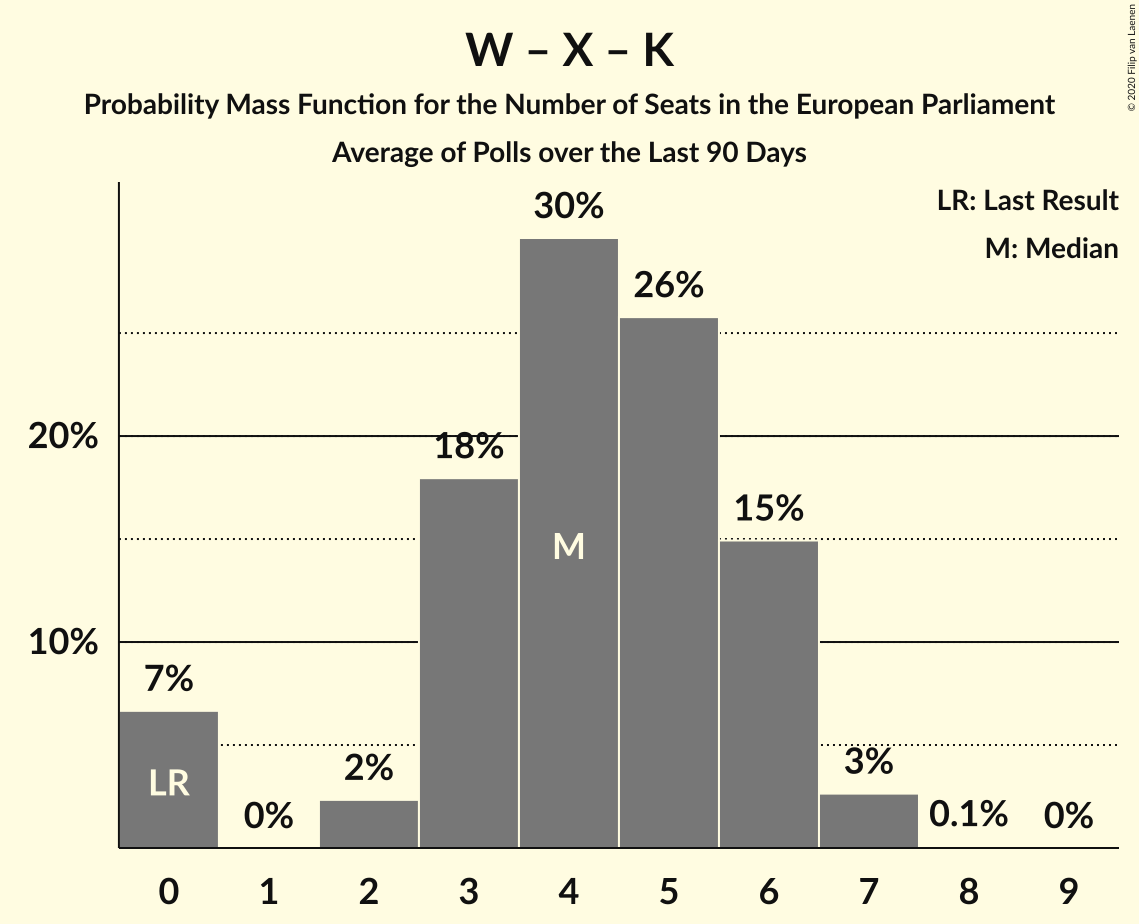 W – X – K
Probability Mass Function for the Number of Seats in the European Parliament
Average of Polls over the Last 90 Days
© 2020 Filip van Laenen
LR: Last Result
M: Median
30%
26%
20%
18%
15%
M
10%
7%
LR
0%
2%
3%
0.1%
0%
0 1 2 3 4 5 6 7 8 9